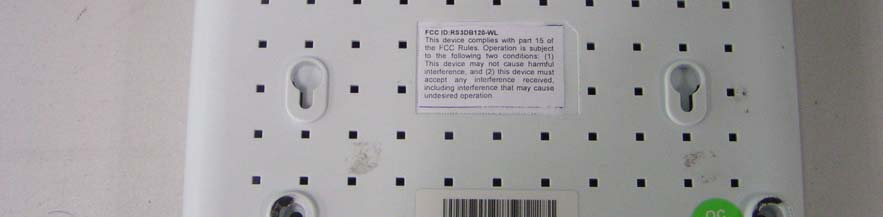 FCC ID:RS3DB120-WL
This device complies with part 15 of
the FCC Rules. Operation is subject
to the following two conditions: (1)
This device may not cause harmful
interference, and (2) this device must
accept any interference received,
including interference that may cause
undesired operation.